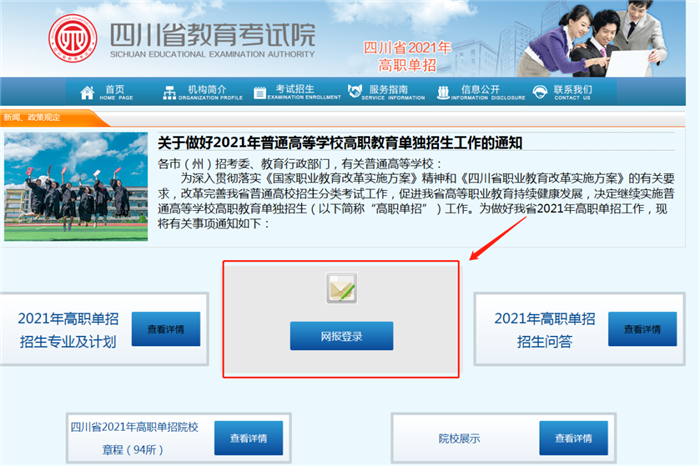 四川省教育考试院
SICHUAN EDUCATIONAL EXAMINATION AUTHORITY
四川省2021年
高职单招
首页 机构简介 考试招生 服务指南 信息公开 联系我们
HOME PAGE ORGANIZATION PROFILE EXAMINATION ENROLLMENT SERVICE INFORMATION INFORMATION DISCLOSURE CONTACT US
新闻、政策规定
关于做好2021年普通高等学校高职教育单独招生工作的通知
各市（州）招考委、教育行政部门，有关普通高等学校：
为深入贯彻落实《国家职业教育改革实施方案》精神和《四川省职业教育改革实施方案》的有关要
求，改革完善我省普通高校招生分类考试工作，促进我省高等职业教育持续健康发展，决定继续实施普
通高等学校高职教育单独招生（以下简称“高职单招”）工作。为做好我省2021年高职单招工作，现
将有关事项通知如下：
2021年高职单招
招生专业及计划
查看详情
网报登录
2021年高职单招
招生问答
查看详情
四川省2021年高职单招院校
章程（94所）
查看详情
院校展示
查看详情